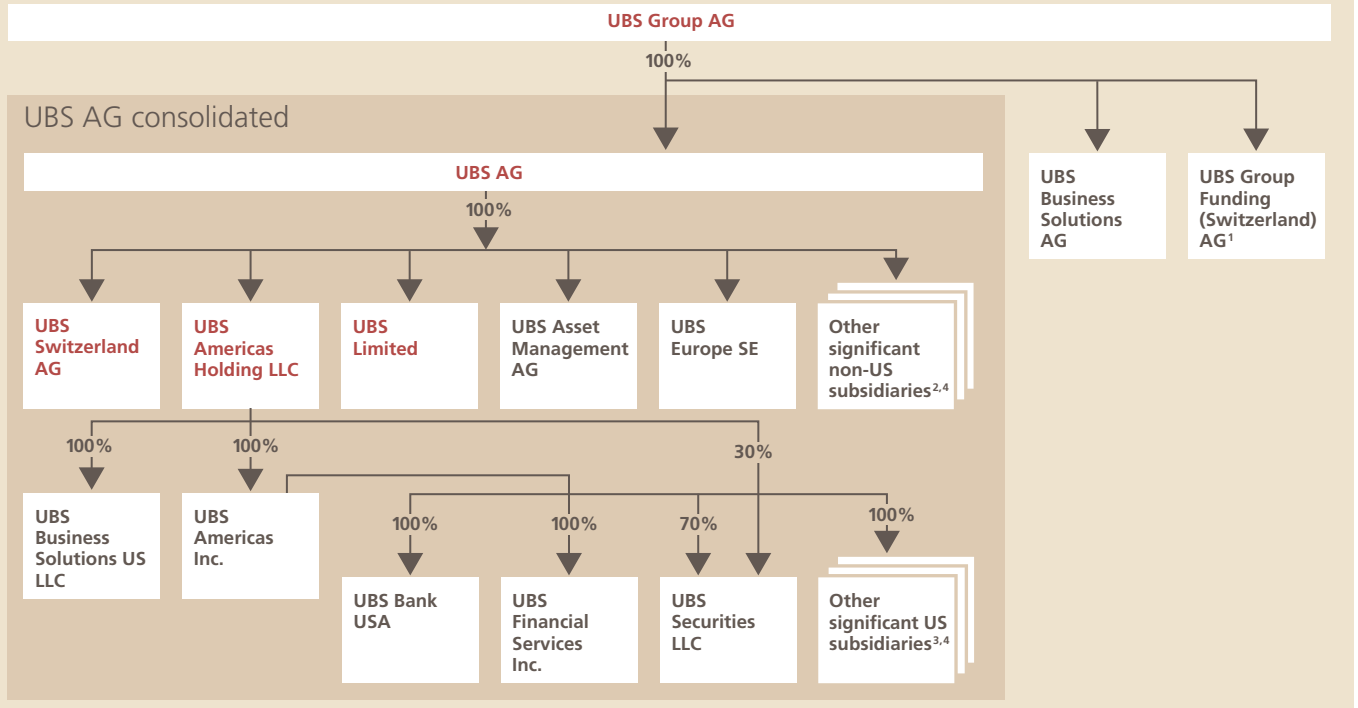 UBS Group AG
100%
UBS AG consolidated
UBS AG
100%
UBS
Business
Solutions
AG
UBS Group
Funding
(Switzerland)
AG¹
UBS
Switzerland
AG
UBS
Americas
Holding LLC
UBS
Limited
UBS Asset
Management
AG
UBS
Europe SE
Other
significant
non-US
subsidiaries²,⁴
100%
100%
30%
UBS
Business
Solutions US
LLC
UBS
Americas
Inc.
100%
100%
70%
100%
UBS Bank
USA
UBS
Financial
Services
Inc.
UBS
Securities
LLC
Other
significant US
subsidiaries³,⁴